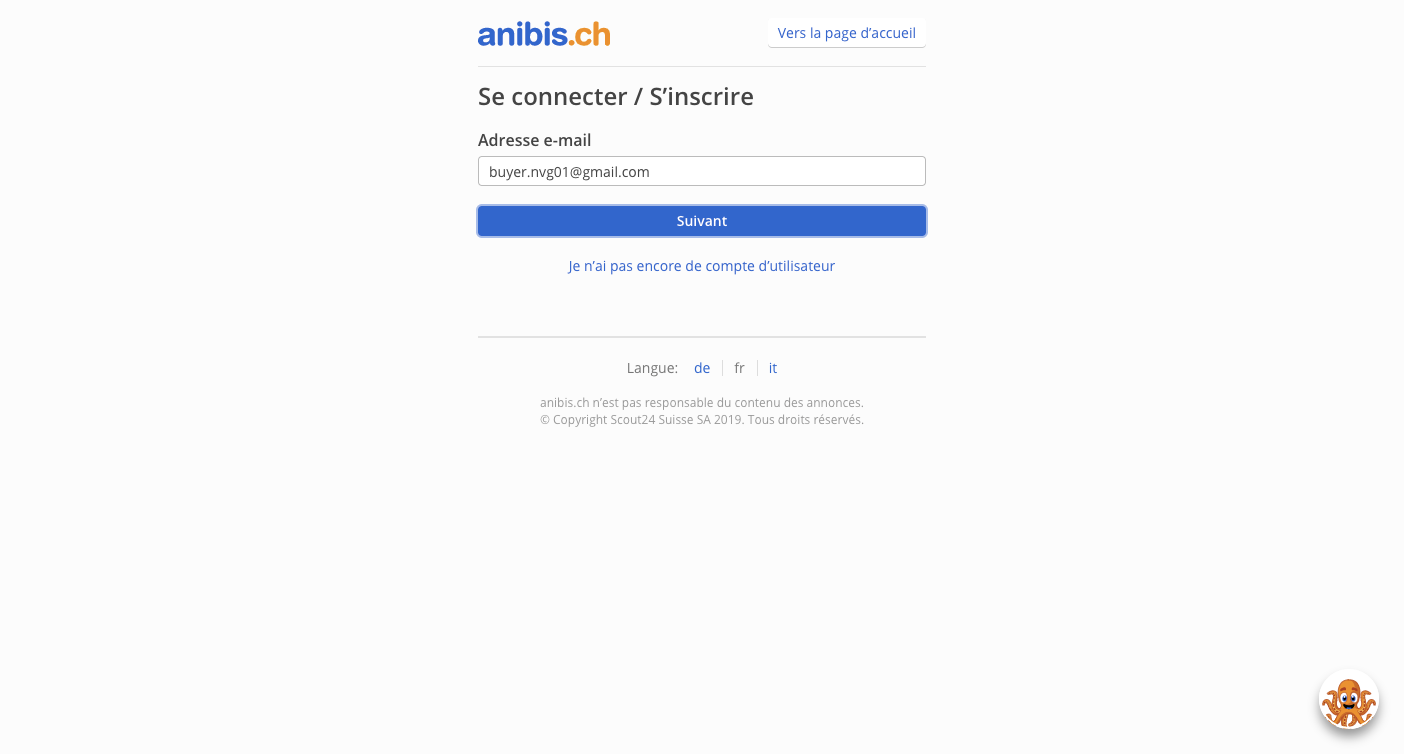 anibis.ch
Vers la page d’accueil
Se connecter / S’inscrire
Adresse e-mail
buyer.nvg01@gmail.com
Suivant
Je n’ai pas encore de compte d’utilisateur
Langue: de fr it
anibis.ch n’est pas responsable du contenu des annonces.
© Copyright Scout24 Suisse SA 2019. Tous droits réservés.